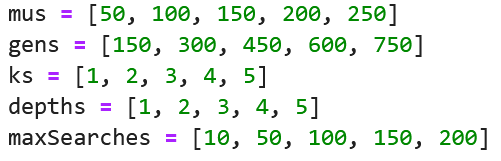 mus = [50, 100, 150, 200, 250]
gens = [150, 300, 450, 600, 750]
ks = [1, 2, 3, 4, 5]
depths = [1, 2, 3, 4, 5]
maxSearches = [10, 50, 100, 150, 200]